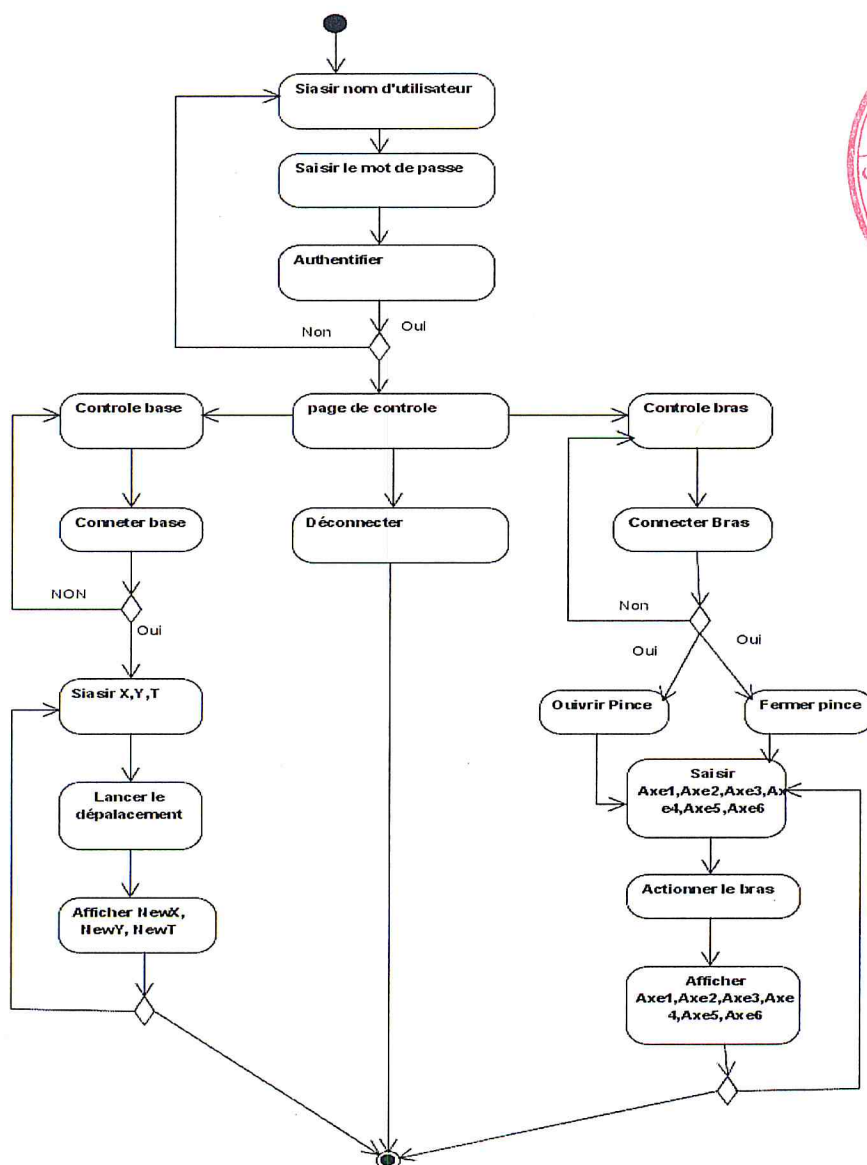 Siasir nom d'utilisateur
Saisir le mot de passe
Authentifier
Non
Oui
Controle base
page de controle
Controle bras
Conneter base
Déconnecter
Connecter Bras
NON
Oui
Non
Oui
Oui
Siasir X,Y,T
Ouivrir Pince
Fermer pince
Lancer le
dépalacement
Saisir
Axe1,Axe2,Axe3,Ax
e4,Axe5,Axe6
Actionner le bras
Afficher NewX,
NewY, NewT
Afficher
Axe1,Axe2,Axe3,Axe
4,Axe5,Axe6